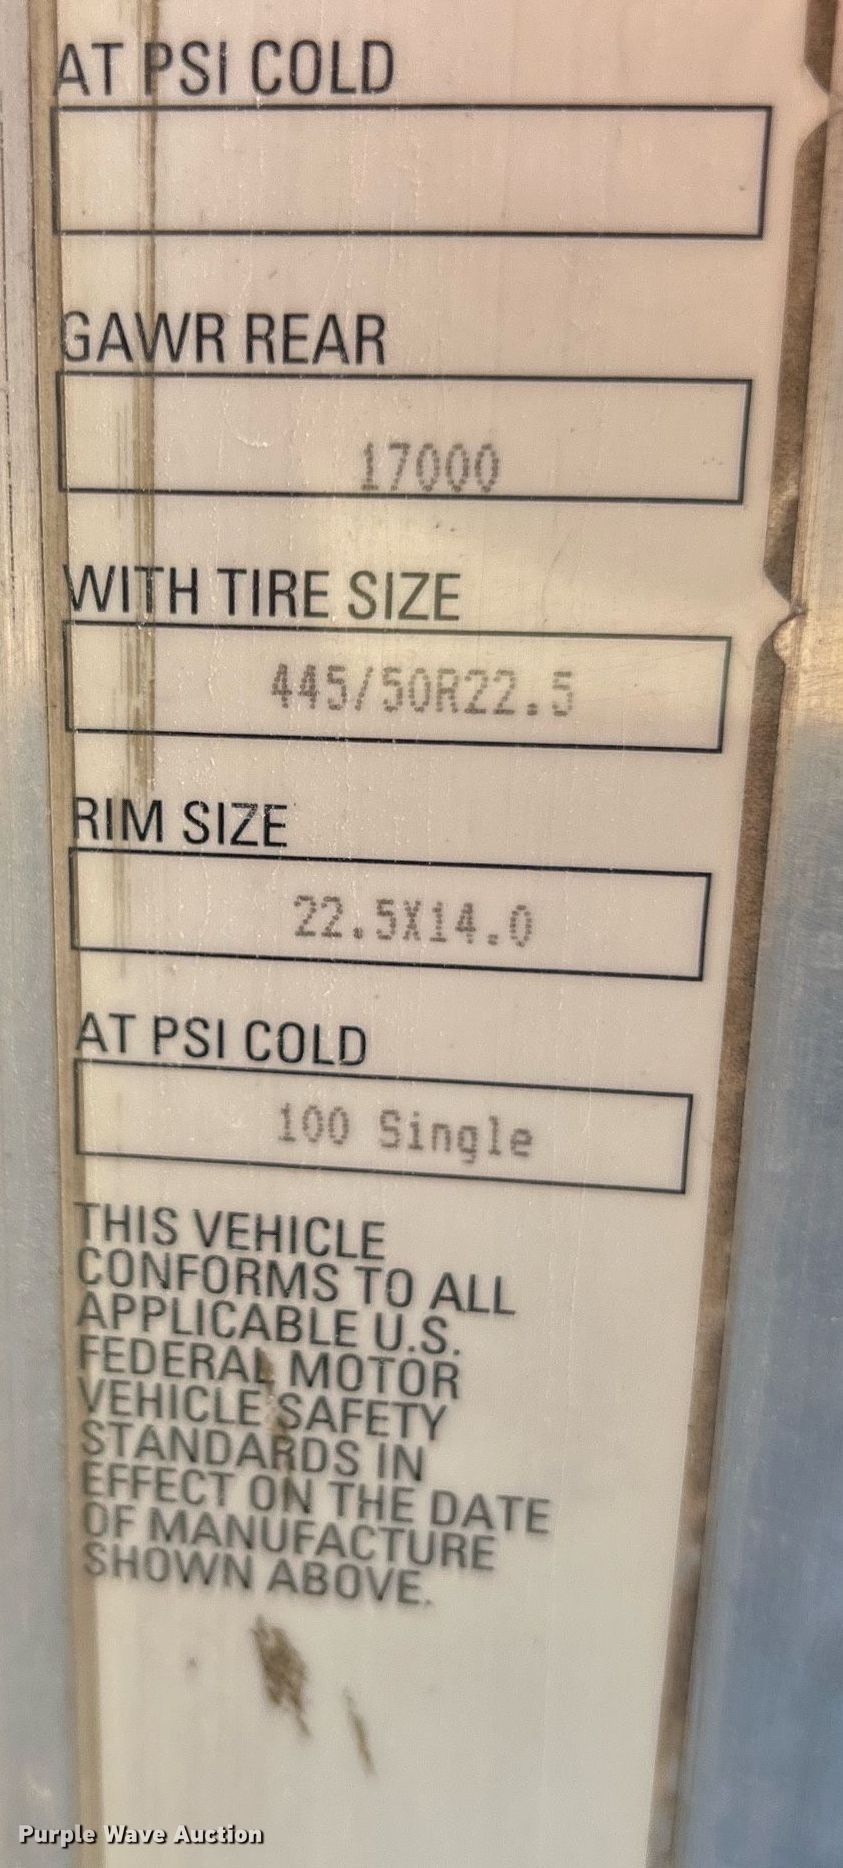 AT PSI COLD
GAWR REAR
17000
WITH TIRE SIZE
445/50R22.5
RIM SIZE
22.5X14.0
AT PSI COLD
100 Single
THIS VEHICLE
CONFORMS TO ALL
APPLICABLE U.S.
FEDERAL MOTOR
VEHICLE SAFETY
STANDARDS IN
EFFECT ON THE DATE
OF MANUFACTURE
SHOWN ABOVE.
Purple Wave Auction